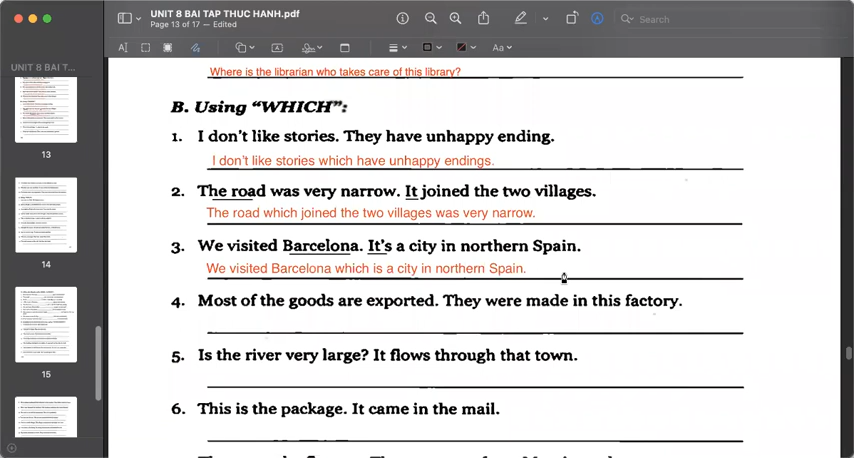 UNIT 8 BAI TAP THUC HANH.pdf
Page 13 of 17 — Edited
Search
UNIT 8 BAI T...
Aa
13
14
15
Where is the librarian who takes care of this library?
B. Using “WHICH”:
1. I don’t like stories. They have unhappy ending.
I don’t like stories which have unhappy endings.
2. The road was very narrow. It joined the two villages.
The road which joined the two villages was very narrow.
3. We visited Barcelona. It’s a city in northern Spain.
We visited Barcelona which is a city in northern Spain.
4. Most of the goods are exported. They were made in this factory.
5. Is the river very large? It flows through that town.
6. This is the package. It came in the mail.